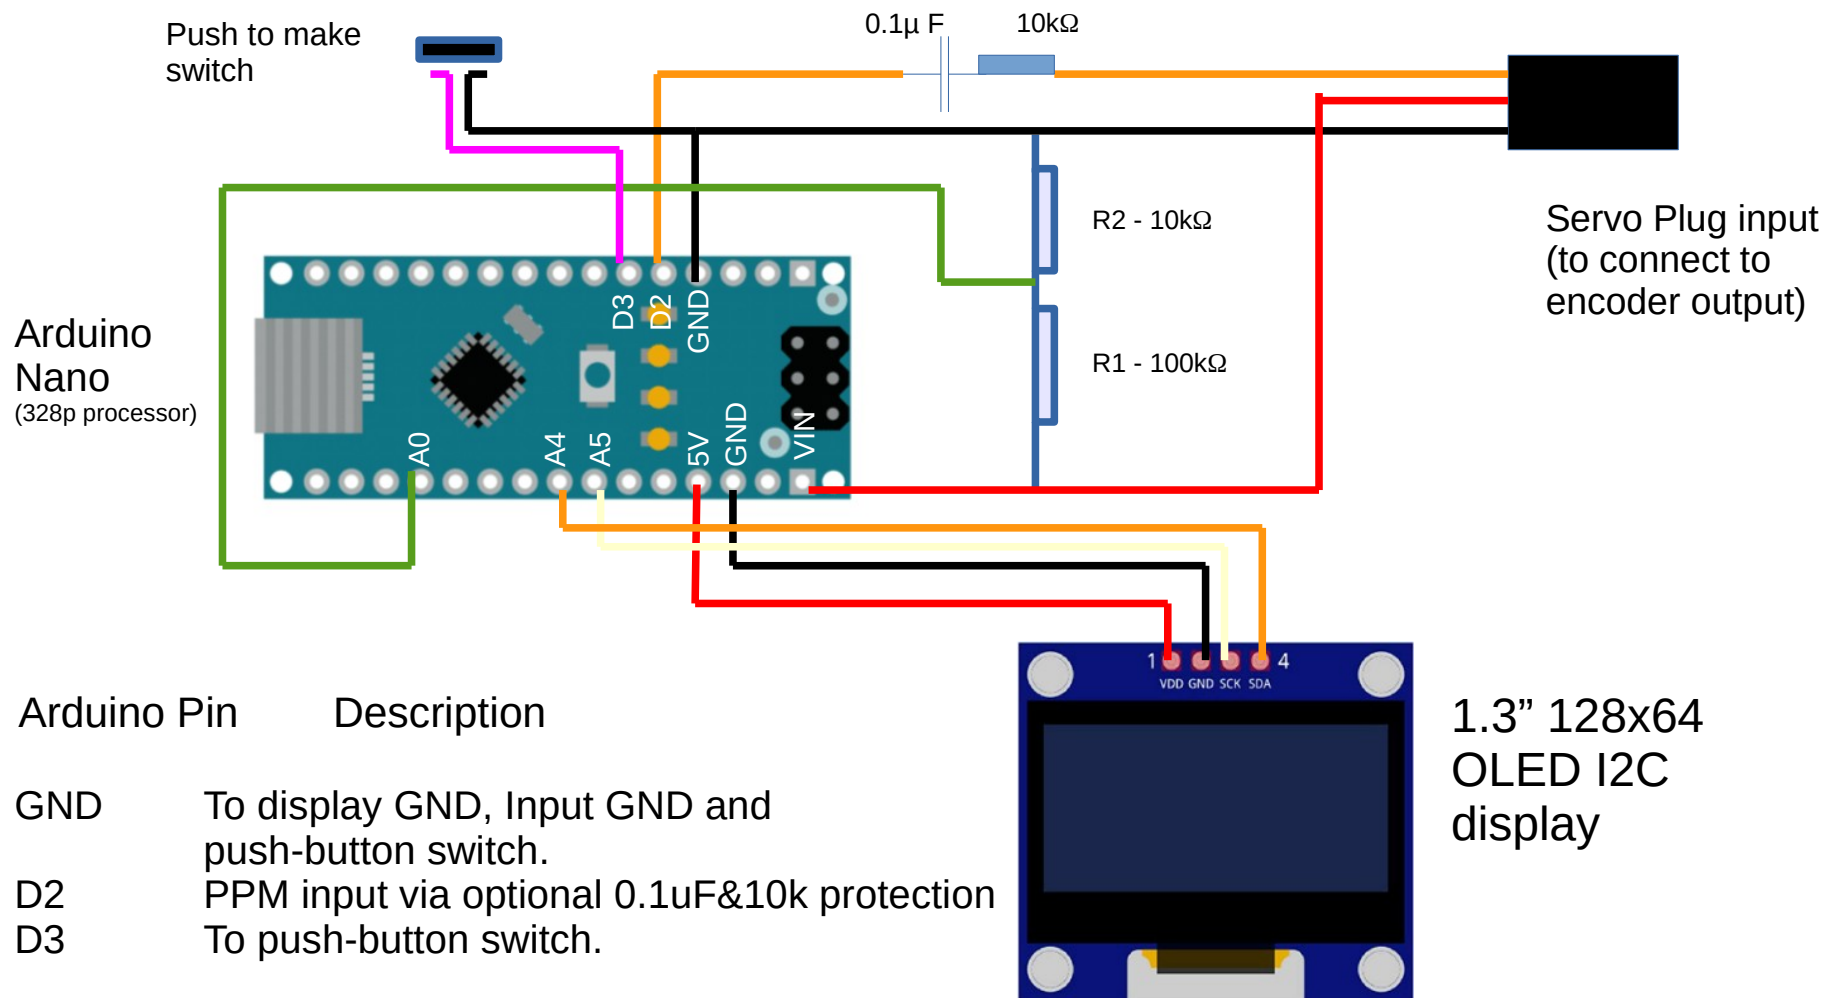 Push to make
switch
0.1µ F
10kΩ
R2 - 10kΩ
Servo Plug input
(to connect to
encoder output)
D3
D2
GND
Arduino
Nano
(328p processor)
R1 - 100kΩ
A0
A4
A5
5V
GND
VIN
1
4
VDD GND SCK SDA
Arduino Pin Description
1.3” 128x64
OLED I2C
display
GND To display GND, Input GND and
push-button switch.
D2 PPM input via optional 0.1uF&10k protection
D3 To push-button switch.